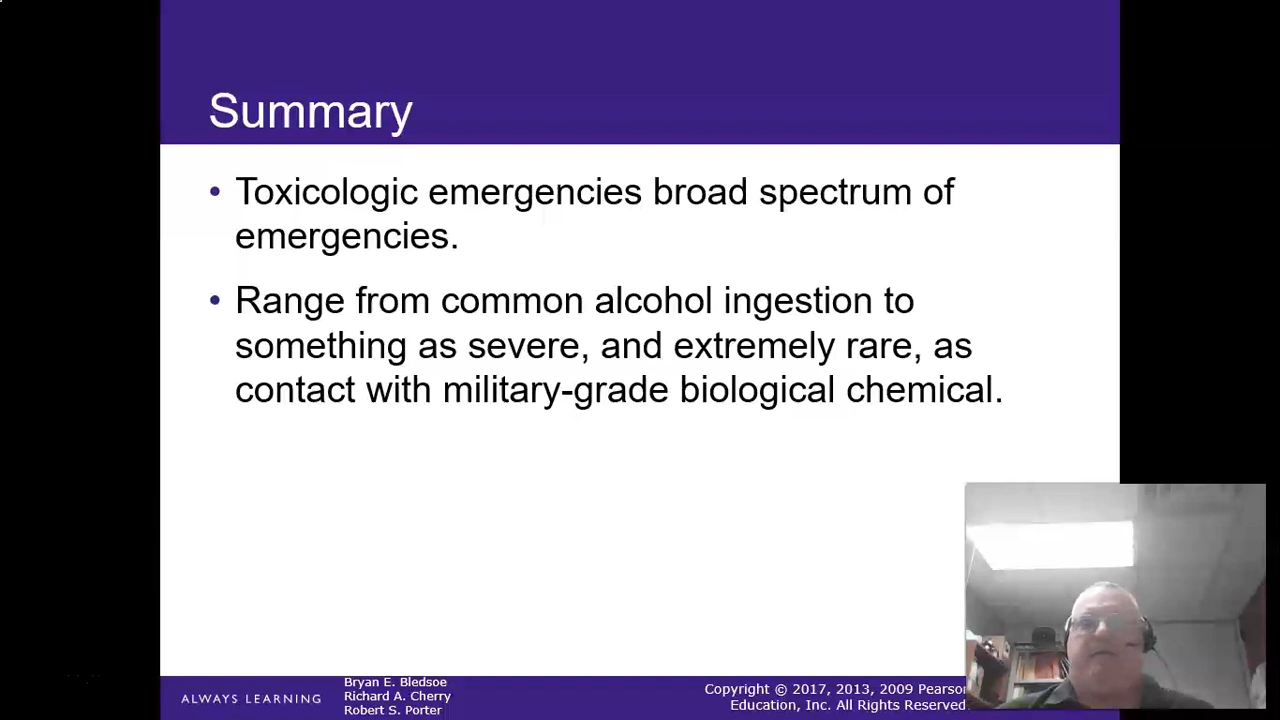 Summary
• Toxicologic emergencies broad spectrum of
emergencies.
• Range from common alcohol ingestion to
something as severe, and extremely rare, as
contact with military-grade biological chemical.
ALWAYS LEARNING
Bryan E. Bledsoe
Richard A. Cherry
Robert S. Porter
Copyright © 2017, 2013, 2009 Pearson
Education, Inc. All Rights Reserved.